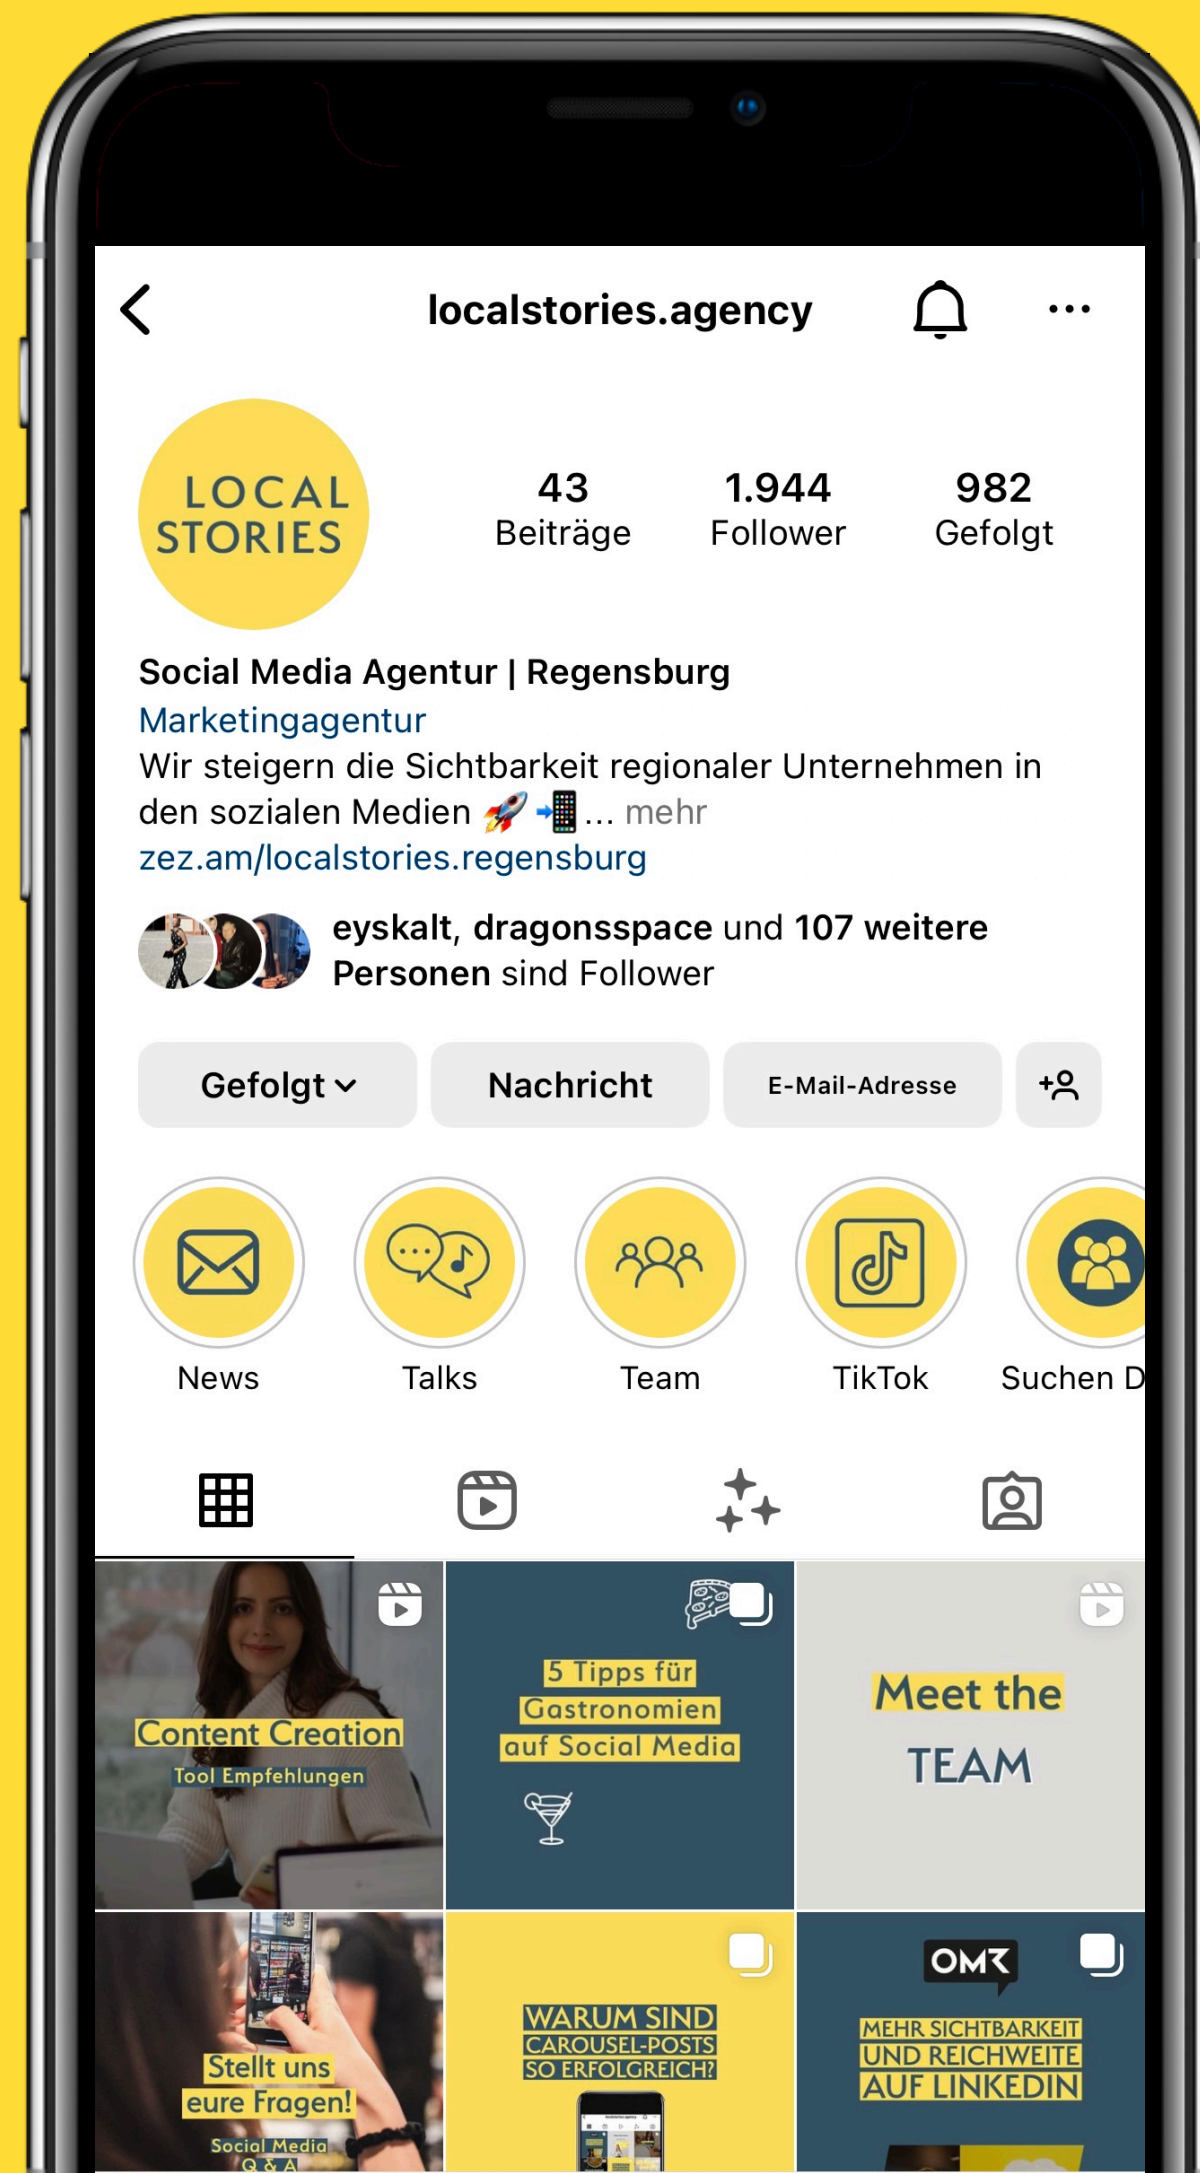 localstories.agency
LOCAL
STORIES
43
Beiträge
1.944
Follower
982
Gefolgt
Social Media Agentur | Regensburg
Marketingagentur
Wir steigern die Sichtbarkeit regionaler Unternehmen in
den sozialen Medien 🚀 📲... mehr
zez.am/localstories.regensburg
eyskalt, dragonsspace und 107 weitere
Personen sind Follower
Gefolgt
Nachricht
E-Mail-Adresse
News
Talks
Team
TikTok
Suchen D
Content Creation
Tool Empfehlungen
5 Tipps für
Gastronomien
auf Social Media
Meet the
TEAM
Stellt uns
eure Fragen!
Social Media
Q & A
WARUM SIND
CAROUSEL-POSTS
SO ERFOLGREICH?
OMR
MEHR SICHTBARKEIT
UND REICHWEITE
AUF LINKEDIN